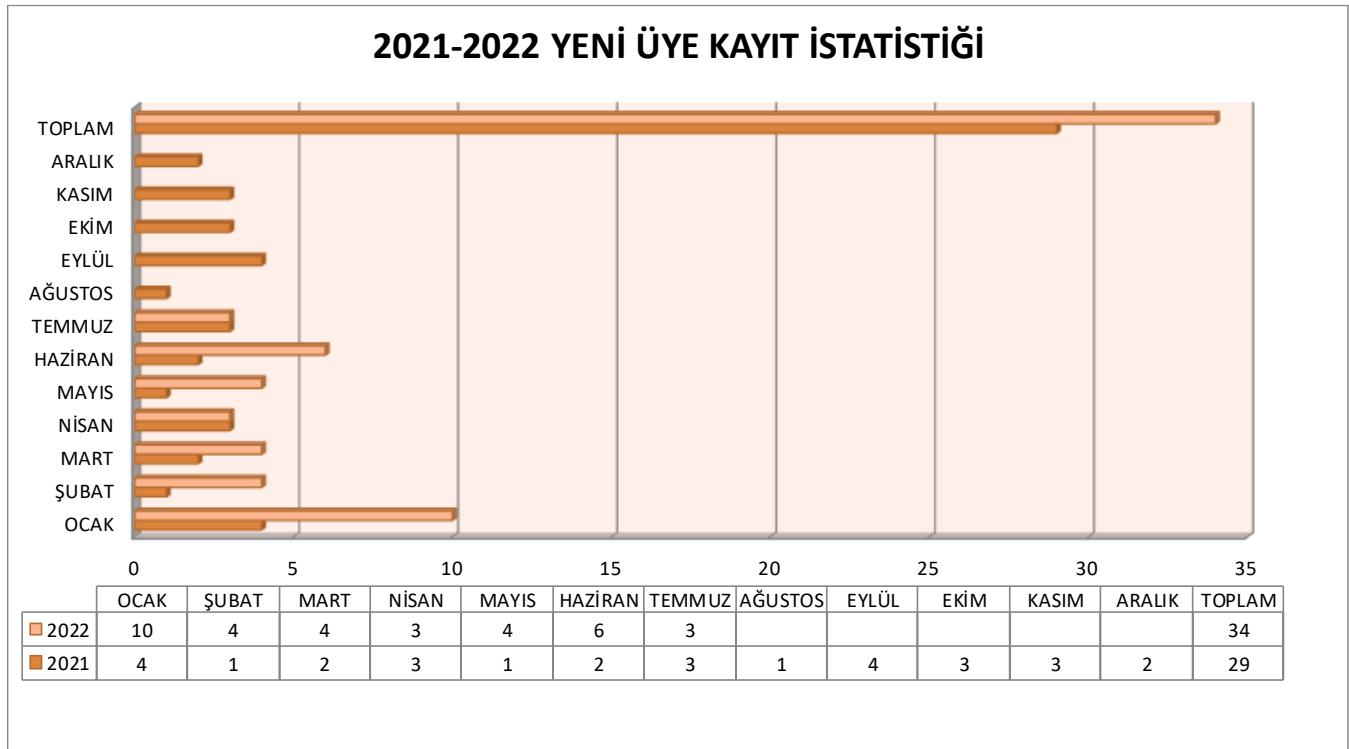 2021-2022 YENİ ÜYE KAYIT İSTATİSTİĞİ
TOPLAM
ARALIK
KASIM
EKİM
EYLÜL
AĞUSTOS
TEMMUZ
HAZİRAN
MAYIS
NİSAN
MART
ŞUBAT
OCAK
0 5 10 15 20 25 30 35
OCAK ŞUBAT MART NİSAN MAYIS HAZİRAN TEMMUZ AĞUSTOS EYLÜL EKİM KASIM ARALIK TOPLAM
2022 10 4 4 3 4 6 3 34
2021 4 1 2 3 1 2 3 1 4 3 3 2 29